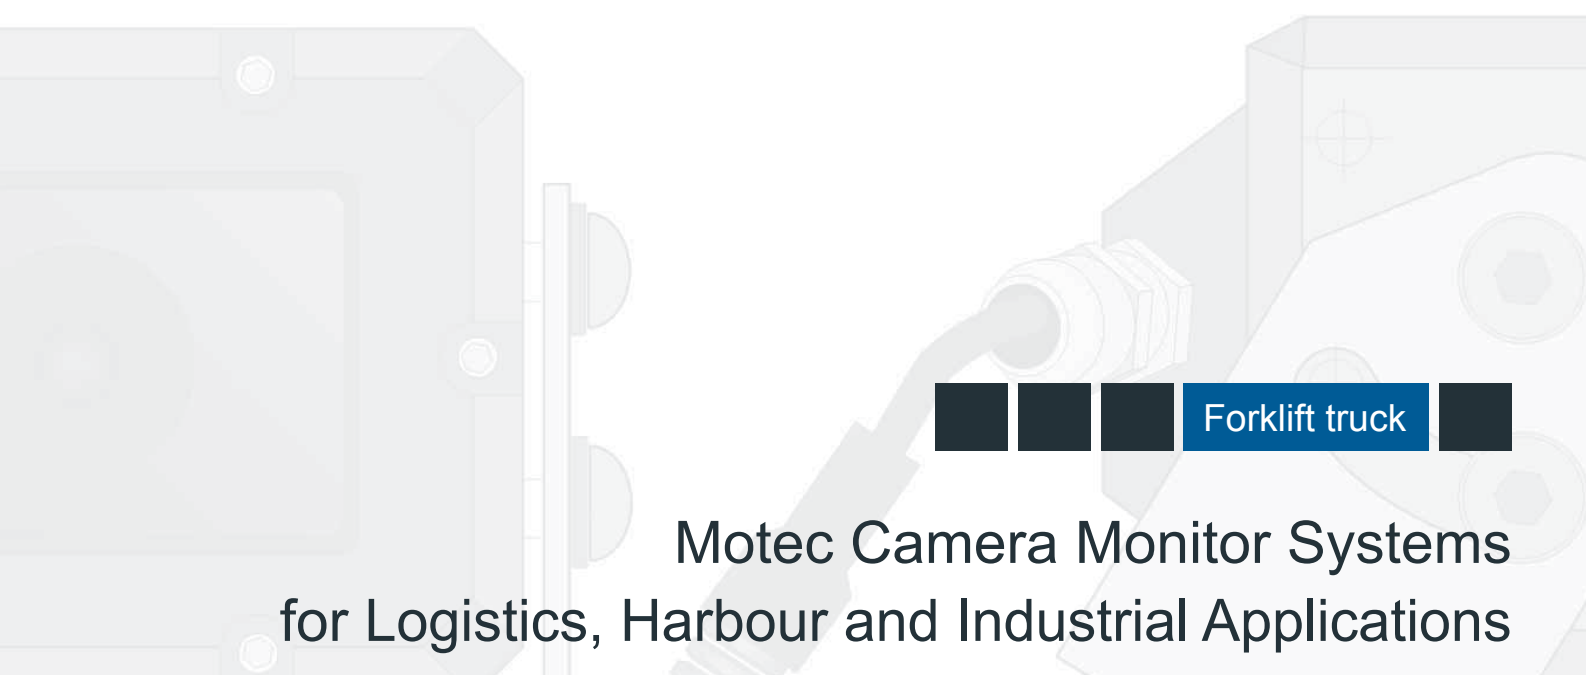 Forklift truck
Motec Camera Monitor Systems
for Logistics, Harbour and Industrial Applications